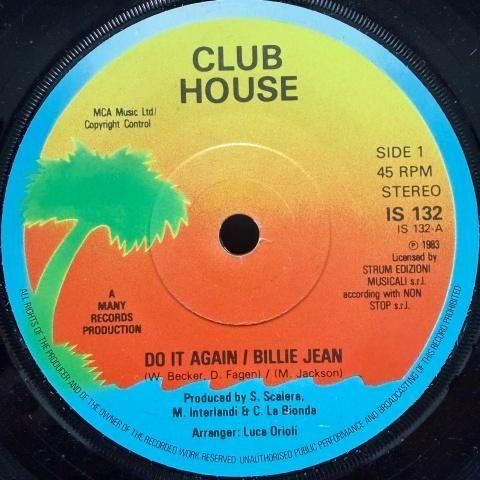 CLUB
HOUSE
MCA Music Ltd/
Copyright Control
SIDE 1
45 RPM
STEREO
IS 132
IS 132-A
℗ 1983
Licensed by
STRUM EDIZIONI
MUSICALI s.r.l.
according with NON
STOP s.r.l.
A
MANY
RECORDS
PRODUCTION
DO IT AGAIN / BILLIE JEAN
(W. Becker, D. Fagen) / (M. Jackson)
Produced by S. Scalera,
M. Interlandi & C. La Bionda
Arranger: Luca Orioli
ALL RIGHTS OF THE PRODUCER AND OF THE OWNER OF THE RECORDED WORK RESERVED. UNAUTHORISED PUBLIC PERFORMANCE AND BROADCASTING OF THIS RECORD PROHIBITED